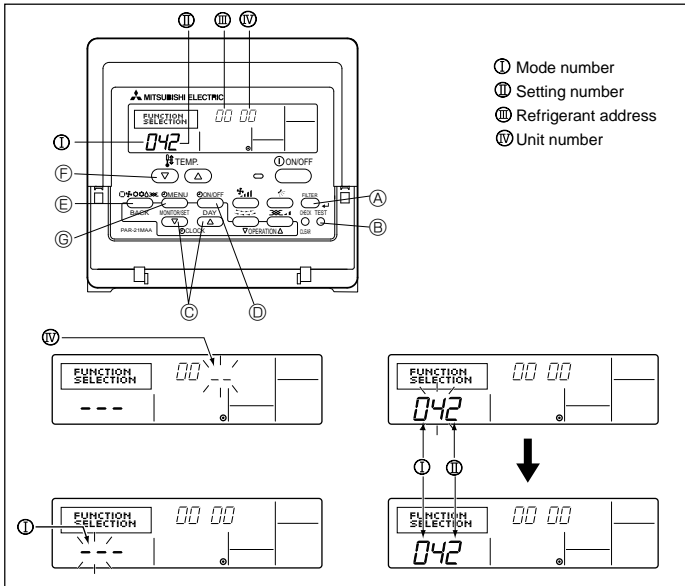 Ⅱ Ⅲ Ⅳ
Ⅰ Mode number
Ⅱ Setting number
Ⅲ Refrigerant address
Ⅳ Unit number
MITSUBISHI ELECTRIC
FUNCTION
SELECTION
00 00
Ⅰ
042
TEMP.
ON/OFF
Ⓕ
Ⓔ
MENU
ON/OFF
FILTER
Ⓐ
BACK
MONITOR/SET
DAY
CHECK TEST
Ⓑ
Ⓖ
PAR-21MAA
CLOCK
OPERATION
CLEAR
Ⓒ
Ⓓ
Ⅳ
FUNCTION
SELECTION
00 --
---
FUNCTION
SELECTION
00 00
042
Ⅰ Ⅱ
Ⅰ
FUNCTION
SELECTION
00 00
---
FUNCTION
SELECTION
00 00
042